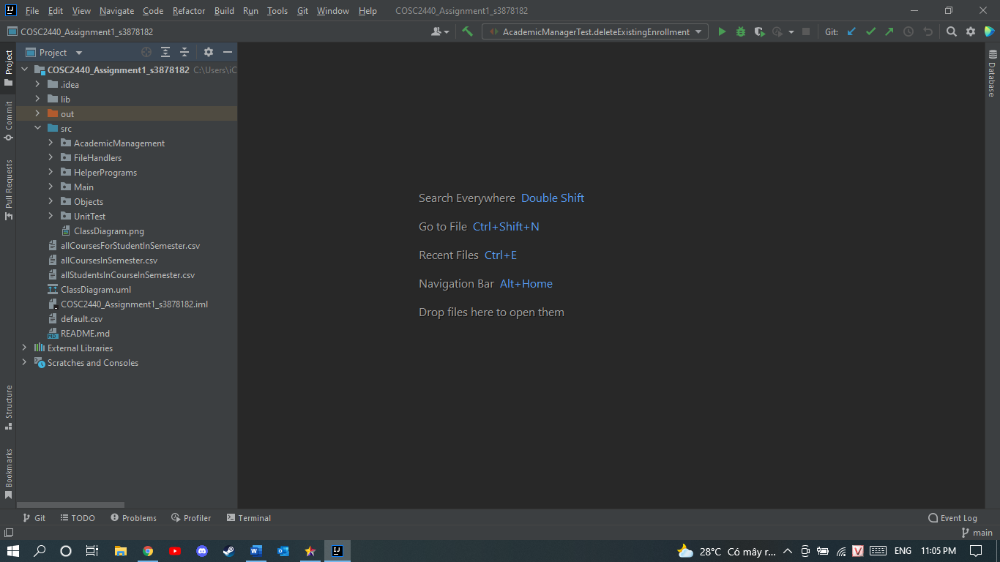 File Edit View Navigate Code Refactor Build Run Tools Git Window Help COSC2440_Assignment1_s3878182
COSC2440_Assignment1_s3878182 AcademicManagerTest.deleteExistingEnrollment Git:
Project
COSC2440_Assignment1_s3878182 C:\Users\iC
.idea
lib
out
src
AcademicManagement
FileHandlers
HelperPrograms
Main
Objects
UnitTest
ClassDiagram.png
allCoursesForStudentInSemester.csv
allCoursesInSemester.csv
allStudentsInCourseInSemester.csv
ClassDiagram.uml
COSC2440_Assignment1_s3878182.iml
default.csv
README.md
External Libraries
Scratches and Consoles
Project
Commit
Pull Requests
Structure
Bookmarks
Search Everywhere Double Shift
Go to File Ctrl+Shift+N
Recent Files Ctrl+E
Navigation Bar Alt+Home
Drop files here to open them
Database
Git TODO Problems Profiler Terminal Event Log
main
28°C Có mây r... ENG 11:05 PM